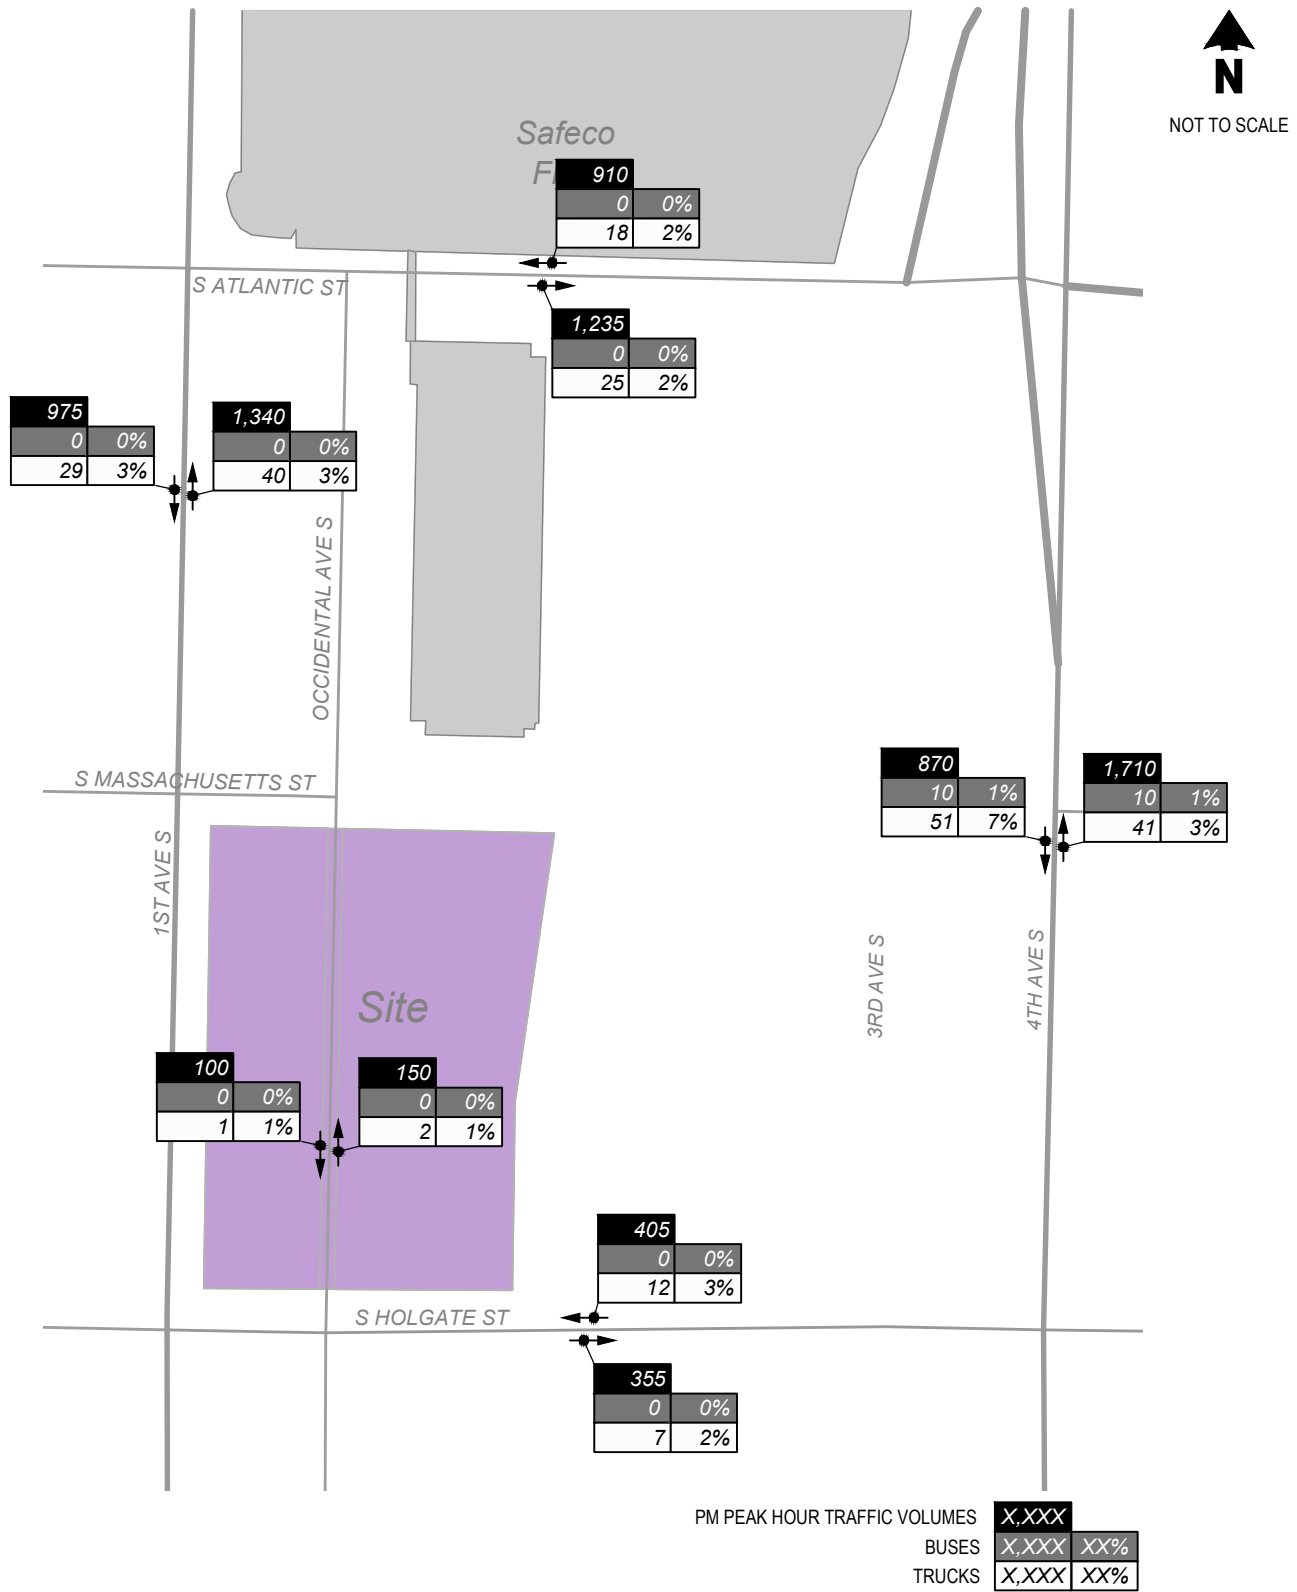 N
NOT TO SCALE
Safeco
910
0 0%
18 2%
S ATLANTIC ST
1,235
0 0%
25 2%
975
0 0%
29 3%
1,340
0 0%
40 3%
OCCIDENTAL AVE S
S MASSACHUSETTS ST
870
10 1%
51 7%
1,710
10 1%
41 3%
1ST AVE S
3RD AVE S
4TH AVE S
Site
100
0 0%
1 1%
150
0 0%
2 1%
405
0 0%
12 3%
S HOLGATE ST
355
0 0%
7 2%
PM PEAK HOUR TRAFFIC VOLUMES X,XXX
BUSES X,XXX XX%
TRUCKS X,XXX XX%